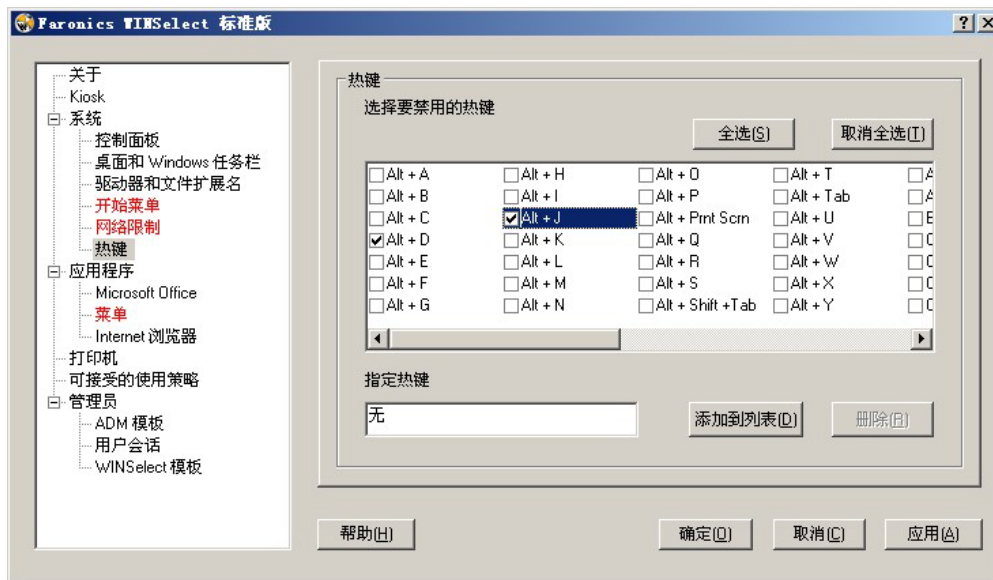 Faronics WINSelect 标准版
关于
Kiosk
系统
控制面板
桌面和 Windows 任务栏
驱动器和文件扩展名
开始菜单
网络限制
热键
应用程序
Microsoft Office
菜单
Internet 浏览器
打印机
可接受的使用策略
管理员
ADM 模板
用户会话
WINSelect 模板
热键
选择要禁用的热键
全选(S) 取消全选(T)
Alt + A Alt + H Alt + O Alt + T
Alt + B Alt + I Alt + P Alt + Tab
Alt + C Alt + J Alt + Prnt Scrn Alt + U
Alt + D Alt + K Alt + Q Alt + V
Alt + E Alt + L Alt + R Alt + W
Alt + F Alt + M Alt + S Alt + X
Alt + G Alt + N Alt + Shift +Tab Alt + Y
指定热键
无 添加到列表(D) 删除(R)
帮助(H) 确定(O) 取消(C) 应用(A)